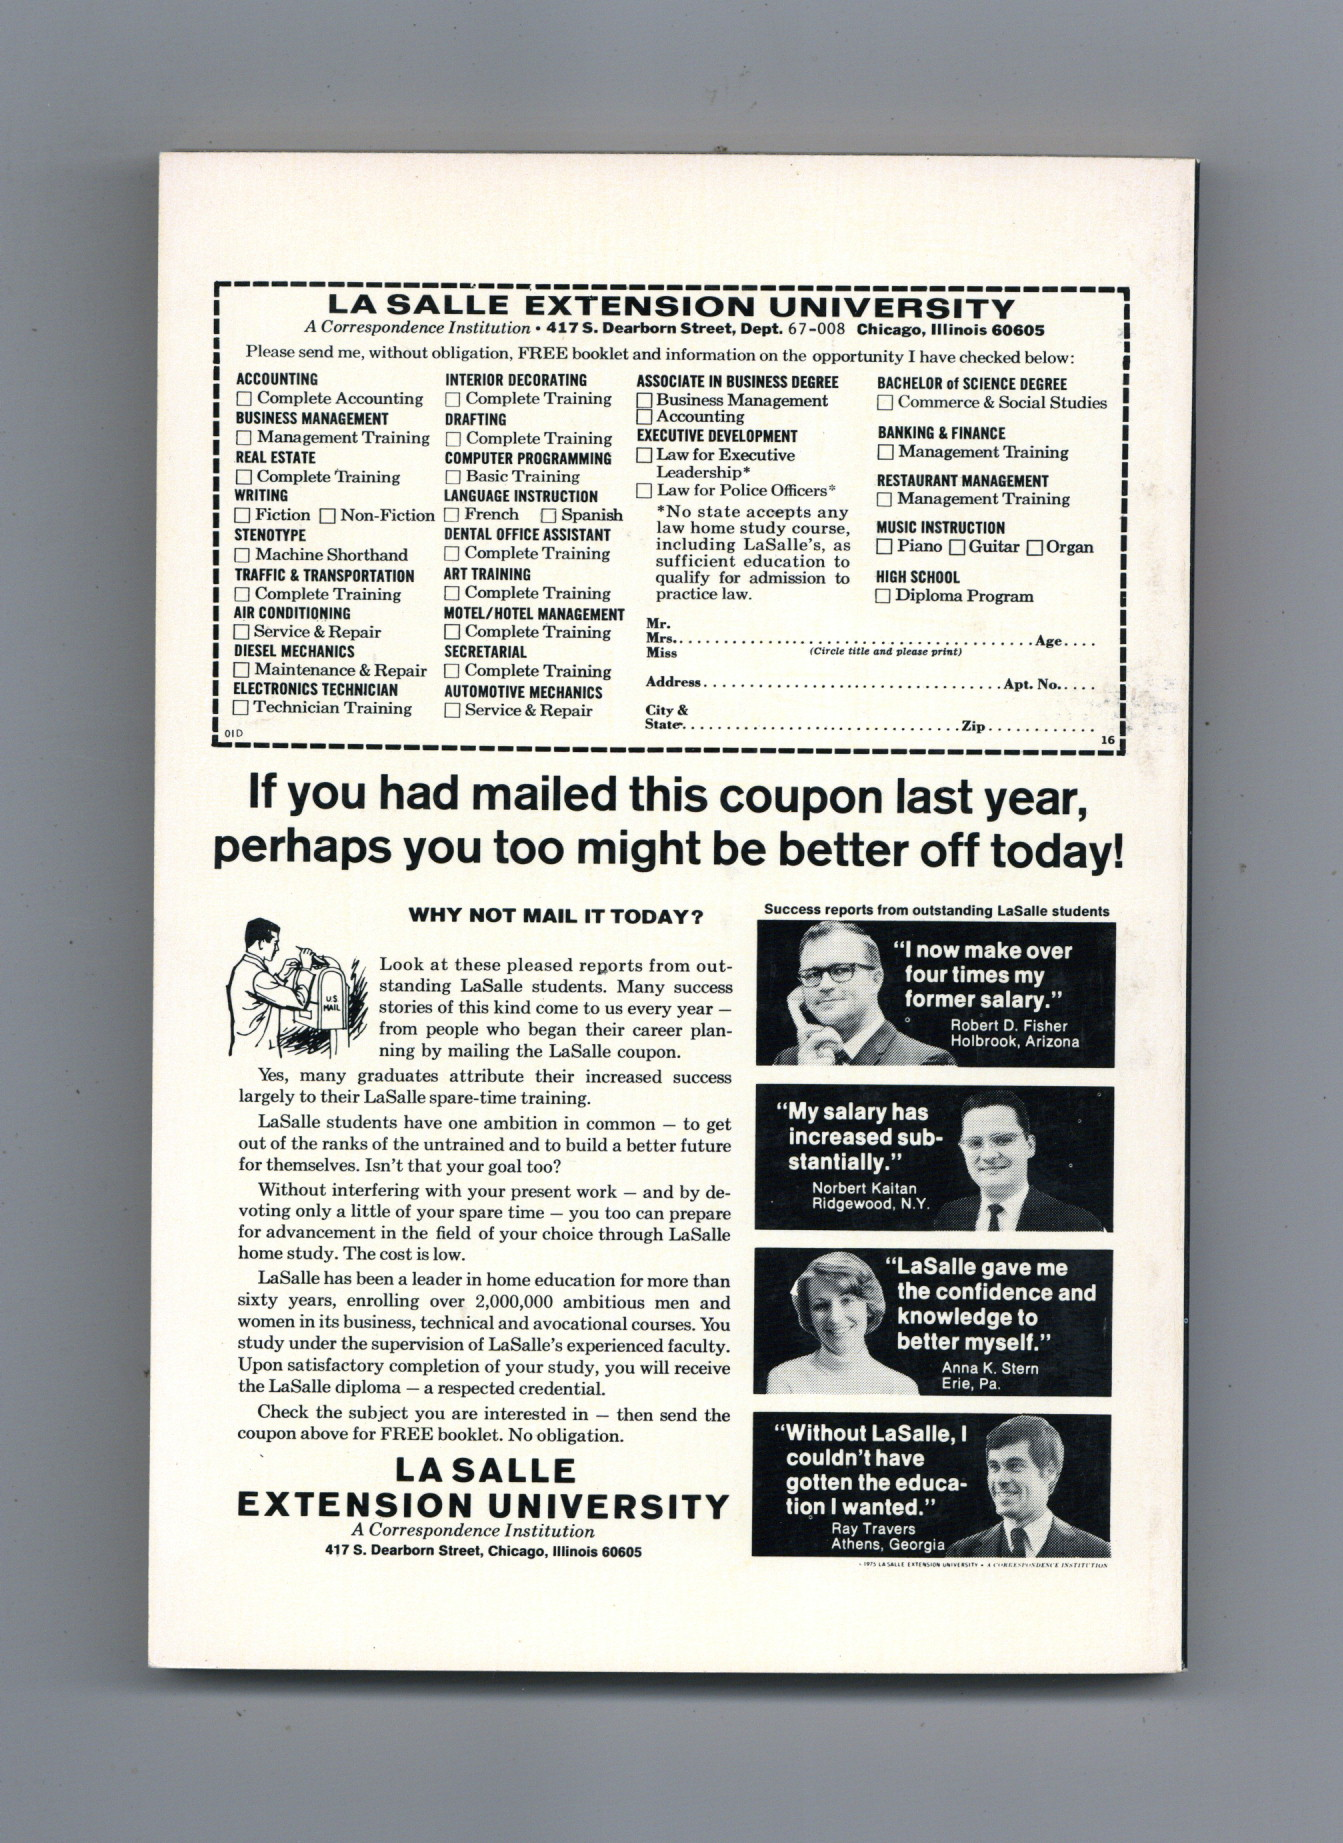 LA SALLE EXTENSION UNIVERSITY
A Correspondence Institution • 417 S. Dearborn Street, Dept. 67-008 Chicago, Illinois 60605
Please send me, without obligation, FREE booklet and information on the opportunity I have checked below:
ACCOUNTING
☐ Complete Accounting
BUSINESS MANAGEMENT
☐ Management Training
REAL ESTATE
☐ Complete Training
WRITING
☐ Fiction ☐ Non-Fiction
STENOTYPE
☐ Machine Shorthand
TRAFFIC & TRANSPORTATION
☐ Complete Training
AIR CONDITIONING
☐ Service & Repair
DIESEL MECHANICS
☐ Maintenance & Repair
ELECTRONICS TECHNICIAN
☐ Technician Training
01D
INTERIOR DECORATING
☐ Complete Training
DRAFTING
☐ Complete Training
COMPUTER PROGRAMMING
☐ Basic Training
LANGUAGE INSTRUCTION
☐ French ☐ Spanish
DENTAL OFFICE ASSISTANT
☐ Complete Training
ART TRAINING
☐ Complete Training
MOTEL/HOTEL MANAGEMENT
☐ Complete Training
SECRETARIAL
☐ Complete Training
AUTOMOTIVE MECHANICS
☐ Service & Repair
ASSOCIATE IN BUSINESS DEGREE
☐ Business Management
☐ Accounting
EXECUTIVE DEVELOPMENT
☐ Law for Executive
Leadership*
☐ Law for Police Officers*
*No state accepts any
law home study course,
including LaSalle's, as
sufficient education to
qualify for admission to
practice law.
BACHELOR of SCIENCE DEGREE
☐ Commerce & Social Studies
BANKING & FINANCE
☐ Management Training
RESTAURANT MANAGEMENT
☐ Management Training
MUSIC INSTRUCTION
☐ Piano ☐ Guitar ☐ Organ
HIGH SCHOOL
☐ Diploma Program
Mr.
Mrs. Age
Miss (Circle title and please print)
Address Apt. No.
City &
State Zip
16
If you had mailed this coupon last year,
perhaps you too might be better off today!
WHY NOT MAIL IT TODAY?
U.S.
MAIL
Look at these pleased reports from out-
standing LaSalle students. Many success
stories of this kind come to us every year —
from people who began their career plan-
ning by mailing the LaSalle coupon.
Yes, many graduates attribute their increased success
largely to their LaSalle spare-time training.
LaSalle students have one ambition in common — to get
out of the ranks of the untrained and to build a better future
for themselves. Isn't that your goal too?
Without interfering with your present work — and by de-
voting only a little of your spare time — you too can prepare
for advancement in the field of your choice through LaSalle
home study. The cost is low.
LaSalle has been a leader in home education for more than
sixty years, enrolling over 2,000,000 ambitious men and
women in its business, technical and avocational courses. You
study under the supervision of LaSalle's experienced faculty.
Upon satisfactory completion of your study, you will receive
the LaSalle diploma — a respected credential.
Check the subject you are interested in — then send the
coupon above for FREE booklet. No obligation.
LA SALLE
EXTENSION UNIVERSITY
A Correspondence Institution
417 S. Dearborn Street, Chicago, Illinois 60605
Success reports from outstanding LaSalle students
"I now make over
four times my
former salary."
Robert D. Fisher
Holbrook, Arizona
"My salary has
increased sub-
stantially."
Norbert Kaitan
Ridgewood, N.Y.
"LaSalle gave me
the confidence and
knowledge to
better myself."
Anna K. Stern
Erie, Pa.
"Without LaSalle, I
couldn't have
gotten the educa-
tion I wanted."
Ray Travers
Athens, Georgia
1975 LA SALLE EXTENSION UNIVERSITY • A CORRESPONDENCE INSTITUTION